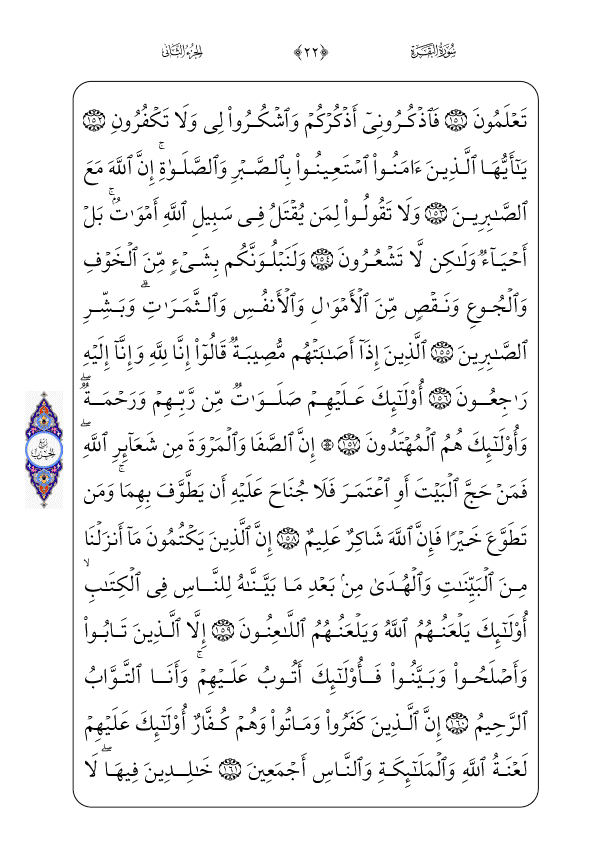 سُورَةُ البَقَرَة ﴿٢٢﴾ الجُزءُ الثَّانِي
تَعۡلَمُونَ ۝١٥١ فَٱذۡكُرُونِيٓ أَذۡكُرۡكُمۡ وَٱشۡكُرُواْ لِي وَلَا تَكۡفُرُونِ ۝١٥٢
يَٰٓأَيُّهَا ٱلَّذِينَ ءَامَنُواْ ٱسۡتَعِينُواْ بِٱلصَّبۡرِ وَٱلصَّلَوٰةِۚ إِنَّ ٱللَّهَ مَعَ
ٱلصَّٰبِرِينَ ۝١٥٣ وَلَا تَقُولُواْ لِمَن يُقۡتَلُ فِي سَبِيلِ ٱللَّهِ أَمۡوَٰتُۢۚ بَلۡ
أَحۡيَآءٞ وَلَٰكِن لَّا تَشۡعُرُونَ ۝١٥٤ وَلَنَبۡلُوَنَّكُم بِشَيۡءٖ مِّنَ ٱلۡخَوۡفِ
وَٱلۡجُوعِ وَنَقۡصٖ مِّنَ ٱلۡأَمۡوَٰلِ وَٱلۡأَنفُسِ وَٱلثَّمَرَٰتِۗ وَبَشِّرِ
ٱلصَّٰبِرِينَ ۝١٥٥ ٱلَّذِينَ إِذَآ أَصَٰبَتۡهُم مُّصِيبَةٞ قَالُوٓاْ إِنَّا لِلَّهِ وَإِنَّآ إِلَيۡهِ
رَٰجِعُونَ ۝١٥٦ أُوْلَٰٓئِكَ عَلَيۡهِمۡ صَلَوَٰتٞ مِّن رَّبِّهِمۡ وَرَحۡمَةٞۖ
وَأُوْلَٰٓئِكَ هُمُ ٱلۡمُهۡتَدُونَ ۝١٥٧ ۞ إِنَّ ٱلصَّفَا وَٱلۡمَرۡوَةَ مِن شَعَآئِرِ ٱللَّهِۖ
فَمَنۡ حَجَّ ٱلۡبَيۡتَ أَوِ ٱعۡتَمَرَ فَلَا جُنَاحَ عَلَيۡهِ أَن يَطَّوَّفَ بِهِمَاۚ وَمَن
تَطَوَّعَ خَيۡرٗا فَإِنَّ ٱللَّهَ شَاكِرٌ عَلِيمٌ ۝١٥٨ إِنَّ ٱلَّذِينَ يَكۡتُمُونَ مَآ أَنزَلۡنَا
مِنَ ٱلۡبَيِّنَٰتِ وَٱلۡهُدَىٰ مِنۢ بَعۡدِ مَا بَيَّنَّٰهُ لِلنَّاسِ فِي ٱلۡكِتَٰبِ ۙ
أُوْلَٰٓئِكَ يَلۡعَنُهُمُ ٱللَّهُ وَيَلۡعَنُهُمُ ٱللَّٰعِنُونَ ۝١٥٩ إِلَّا ٱلَّذِينَ تَابُواْ
وَأَصۡلَحُواْ وَبَيَّنُواْ فَأُوْلَٰٓئِكَ أَتُوبُ عَلَيۡهِمۡۚ وَأَنَا ٱلتَّوَّابُ
ٱلرَّحِيمُ ۝١٦٠ إِنَّ ٱلَّذِينَ كَفَرُواْ وَمَاتُواْ وَهُمۡ كُفَّارٌ أُوْلَٰٓئِكَ عَلَيۡهِمۡ
لَعۡنَةُ ٱللَّهِ وَٱلۡمَلَٰٓئِكَةِ وَٱلنَّاسِ أَجۡمَعِينَ ۝١٦١ خَٰلِدِينَ فِيهَاۖ لَا
رُبعُ
الحِزب